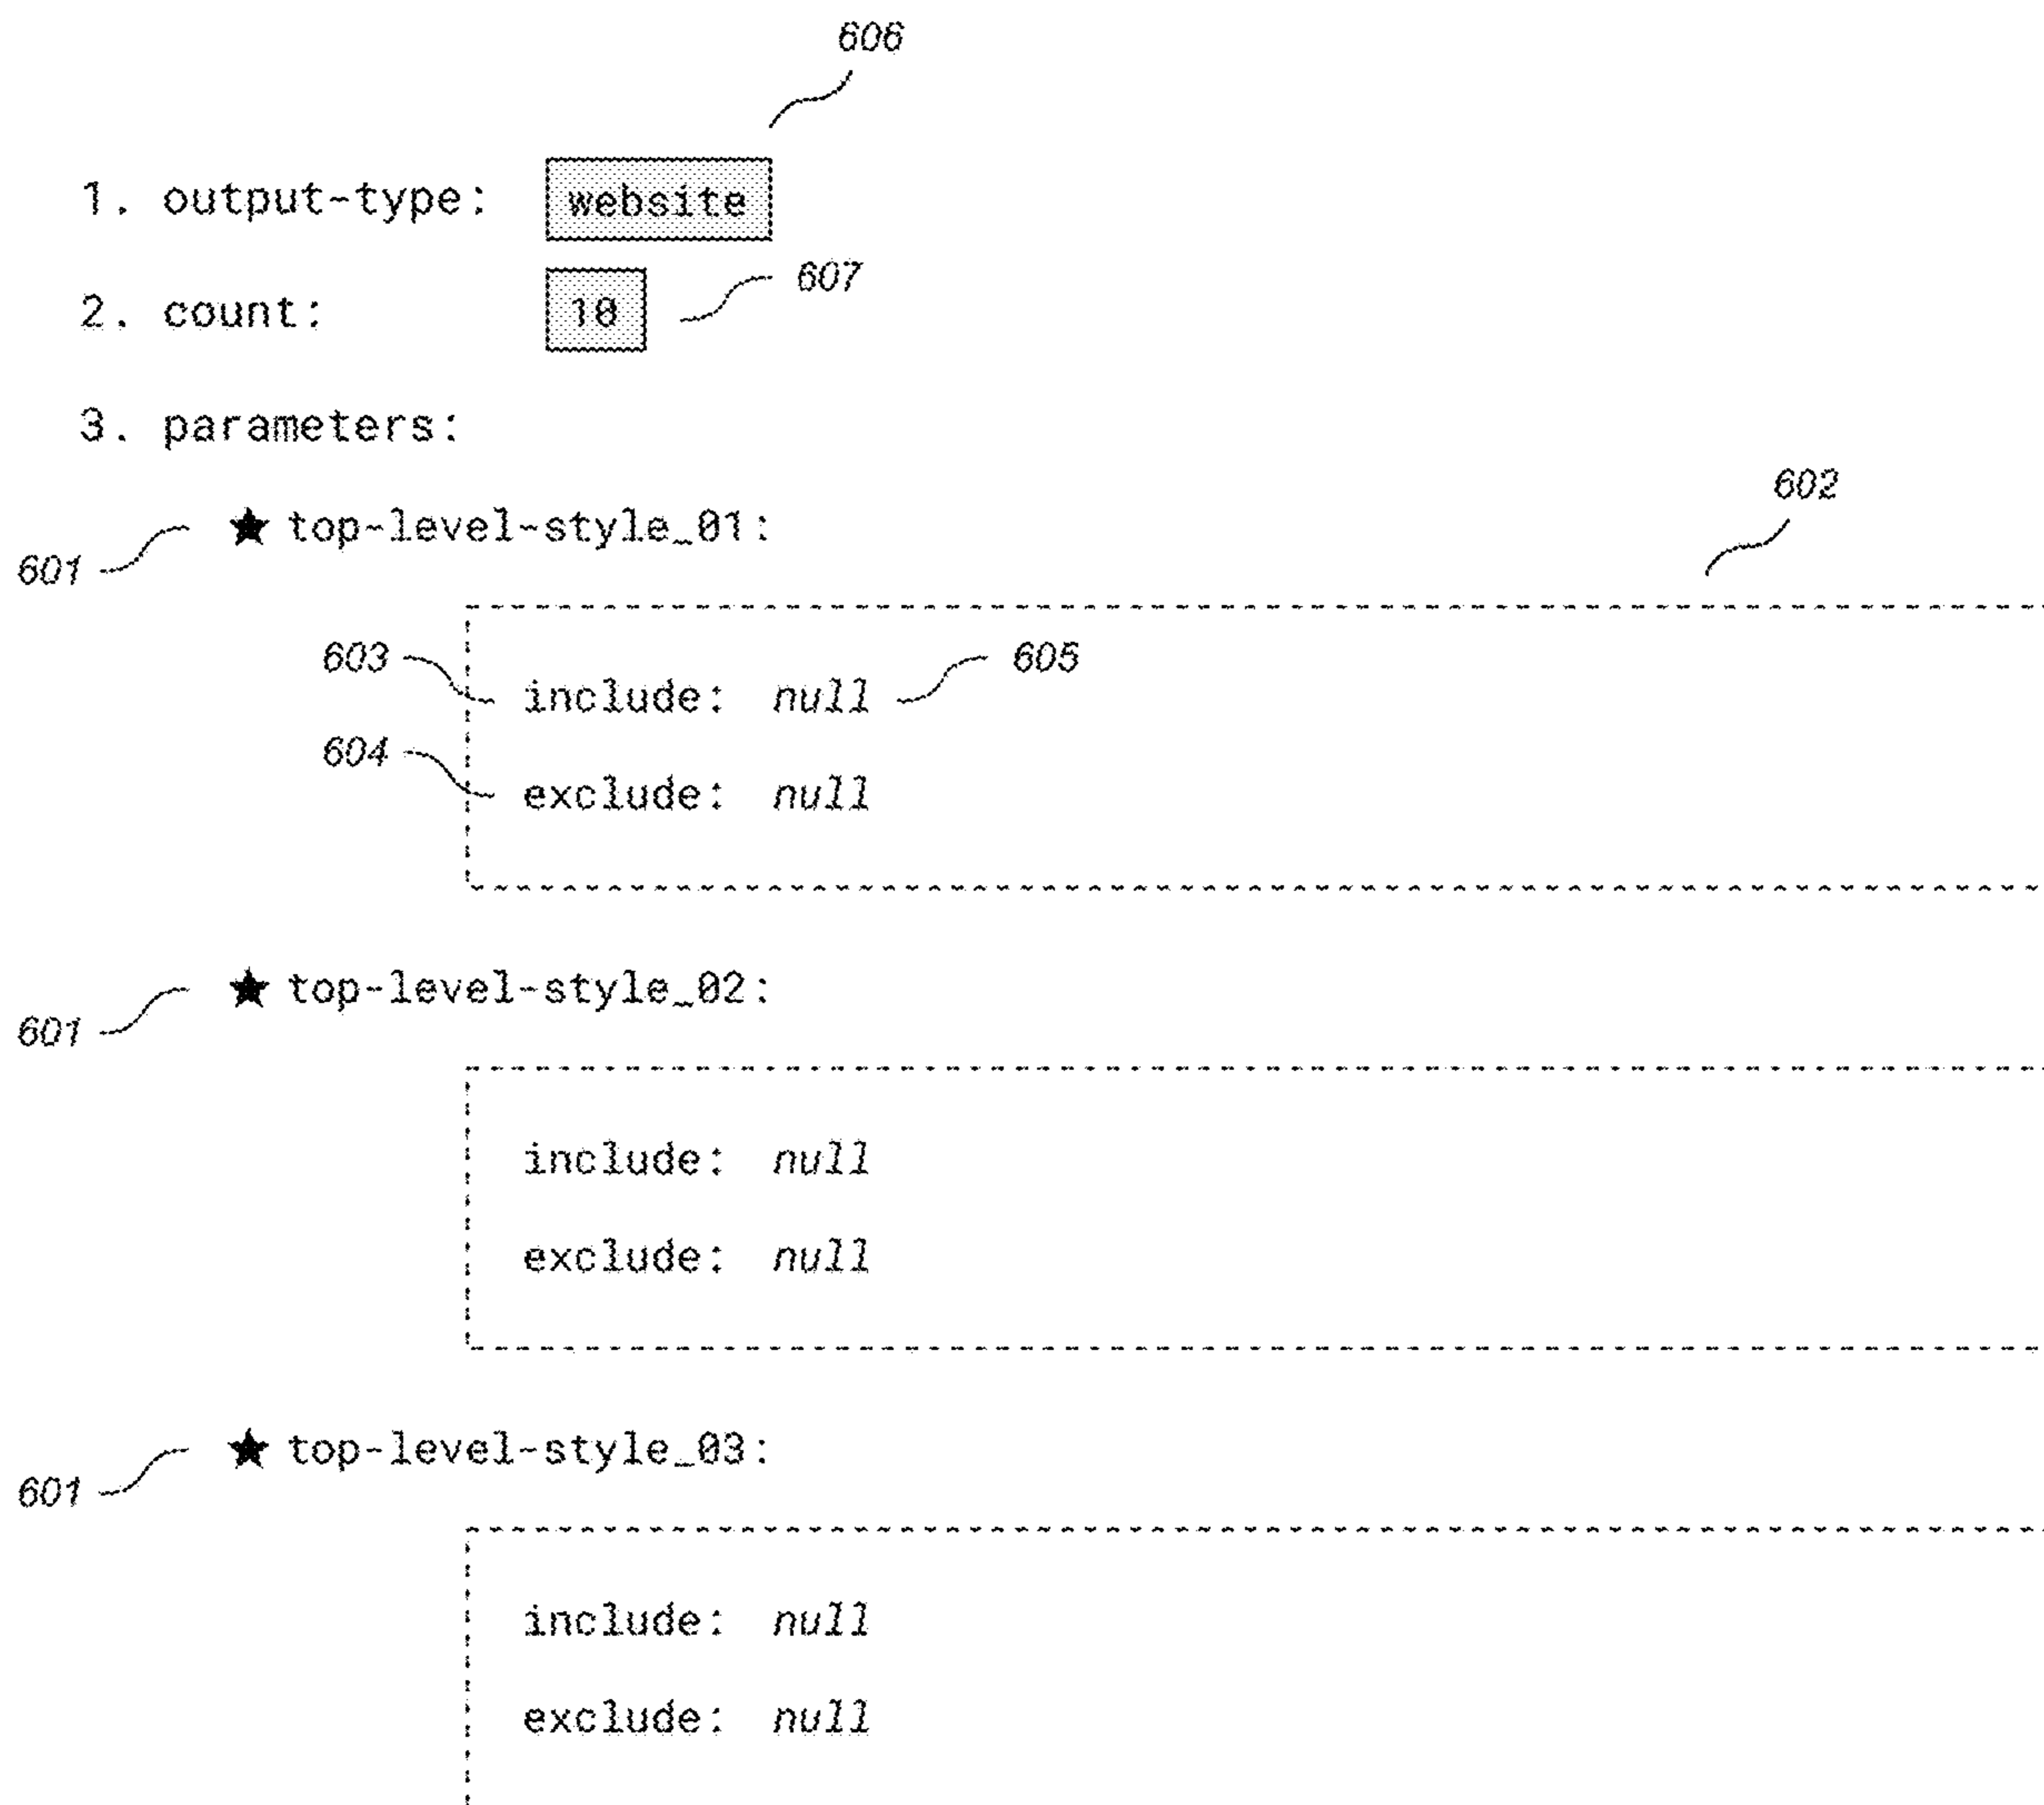 606
1. output-type: website
2. count: 10 607
3. parameters:
602
★ top-level-style_01:
601
603 include: null 605
604 exclude: null
★ top-level-style_02:
601
include: null
exclude: null
★ top-level-style_03:
601
include: null
exclude: null